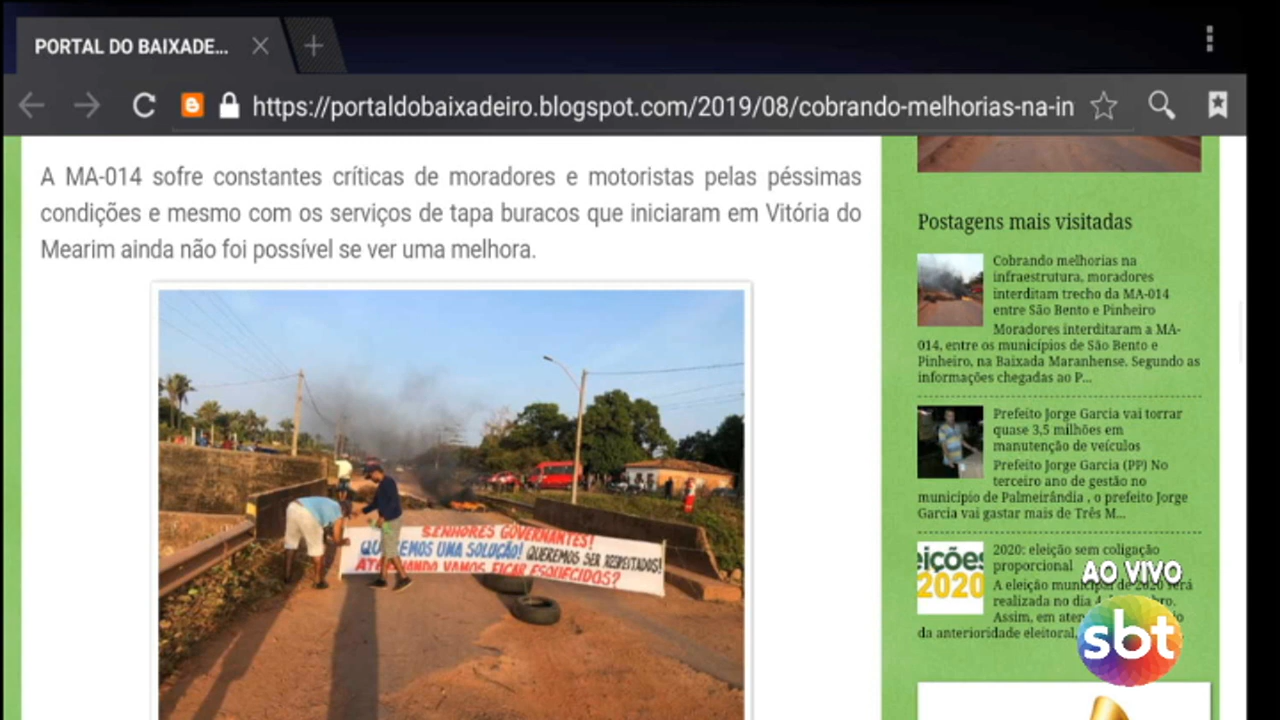 PORTAL DO BAIXADE...
https://portaldobaixadeiro.blogspot.com/2019/08/cobrando-melhorias-na-in
A MA-014 sofre constantes críticas de moradores e motoristas pelas péssimas
condições e mesmo com os serviços de tapa buracos que iniciaram em Vitória do
Mearim ainda não foi possível se ver uma melhora.
SENHORES GOVERNANTES!
QUEREMOS UMA SOLUÇÃO! QUEREMOS SER RESPEITADOS!
ATÉ QUANDO VAMOS FICAR ESQUECIDOS?
Postagens mais visitadas
Cobrando melhorias na
infraestrutura, moradores
interditam trecho da MA-014
entre São Bento e Pinheiro
Moradores interditaram a MA-
014, entre os municípios de São Bento e
Pinheiro, na Baixada Maranhense. Segundo as
informações chegadas ao P...
Prefeito Jorge Garcia vai torrar
quase 3,5 milhões em
manutenção de veículos
Prefeito Jorge Garcia (PP) No
terceiro ano de gestão no
município de Palmeirândia , o prefeito Jorge
Garcia vai gastar mais de Três M...
eições
2020
2020: eleição sem coligação
proporcional
A eleição municipal de 2020 será
realizada no dia 4
Assim, em
da anterioridade eleitoral,
AO VIVO
sbt